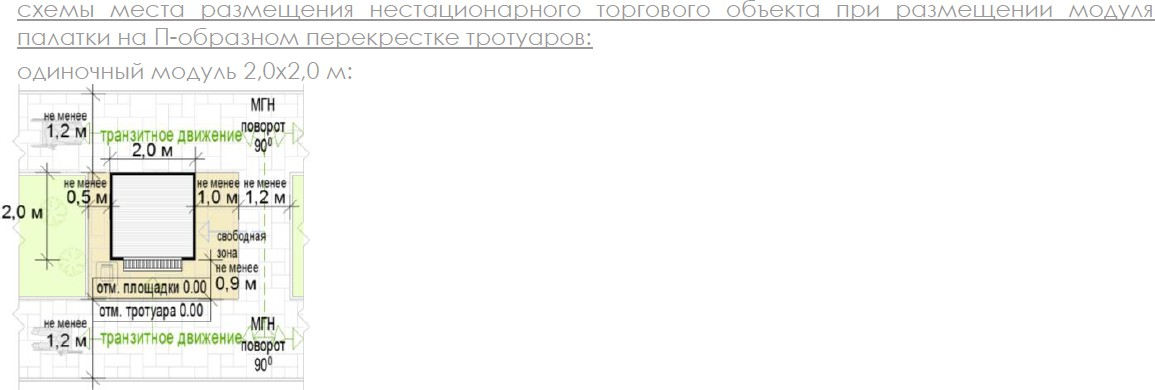 схемы места размещения нестационарного торгового объекта при размещении модуля
палатки на П-образном перекрестке тротуаров:
одиночный модуль 2,0х2,0 м:
МГН
не менее
1,2 м
транзитное движение
поворот
90⁰
2,0 м
не менее
0,5 м
не менее
1,0 м
не менее
1,2 м
2,0 м
свободная
зона
не менее
0,9 м
отм. площадки 0.00
отм. тротуара 0.00
не менее
1,2 м
транзитное движение
МГН
поворот
90⁰